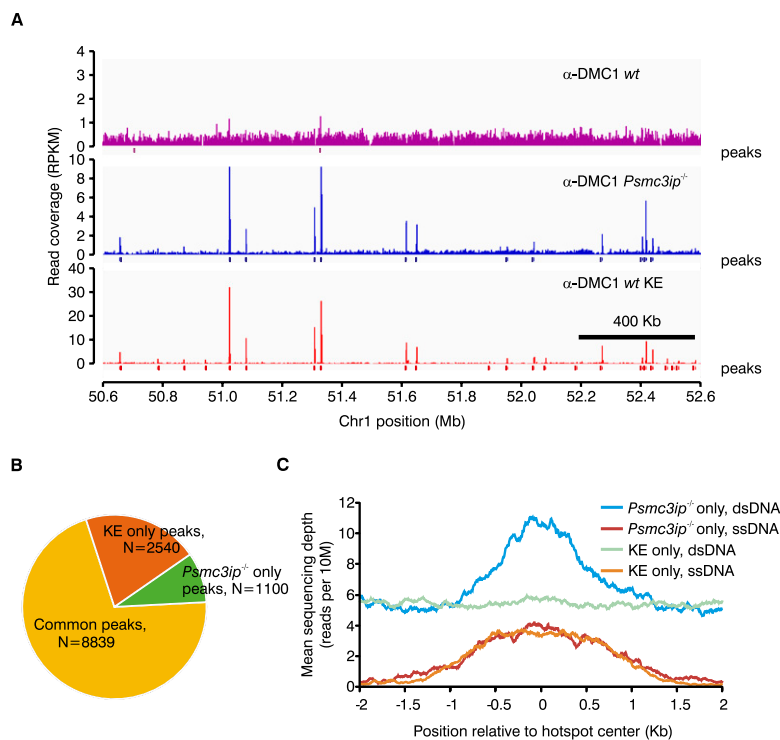 A
Read coverage (RPKM)
4
3
2
1
0
α-DMC1 wt
peaks
10
8
6
4
2
0
α-DMC1 Psmc3ip-/-
peaks
40
30
20
10
0
α-DMC1 wt KE
400 Kb
peaks
50.6 50.8 51.0 51.2 51.4 51.6 51.8 52.0 52.2 52.4 52.6
Chr1 position (Mb)
B
KE only peaks,
N=2540
Psmc3ip-/- only
peaks, N=1100
Common peaks,
N=8839
C
Mean sequencing depth
(reads per 10M)
12
10
8
6
4
2
0
Psmc3ip-/- only, dsDNA
Psmc3ip-/- only, ssDNA
KE only, dsDNA
KE only, ssDNA
-2 -1.5 -1 -0.5 0 0.5 1 1.5 2
Position relative to hotspot center (Kb)